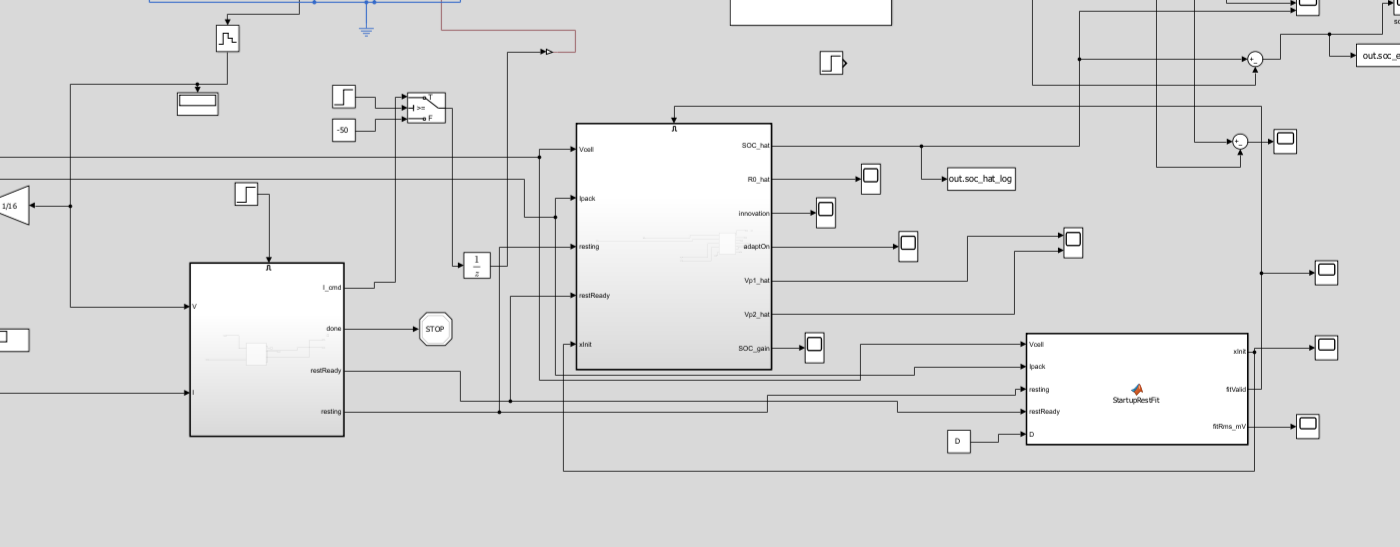 out.soc_e
T
>=
F
-50
Vcell
SOC_hat
+_
R0_hat
out.soc_hat_log
Ipack
1/16
innovation
resting
adaptOn
1
z
Vp1_hat
I_cmd
restReady
V
Vp2_hat
done
STOP
xInit
SOC_gain
Vcell
xInit
Ipack
restReady
resting
fitValid
I
StartupRestFit
resting
restReady
fitRms_mV
D
D